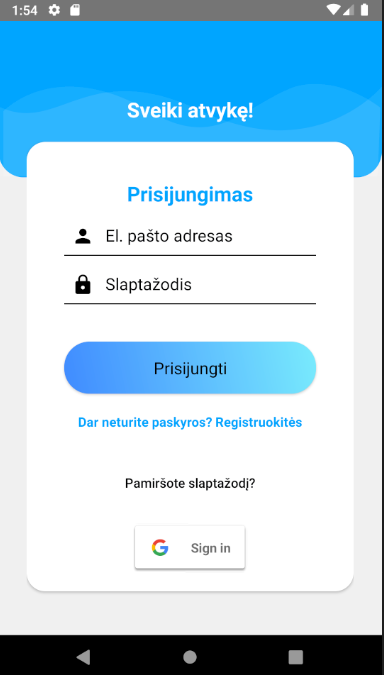 1:54
Sveiki atvykę!
Prisijungimas
El. pašto adresas
Slaptažodis
Prisijungti
Dar neturite paskyros? Registruokitės
Pamiršote slaptažodį?
Sign in